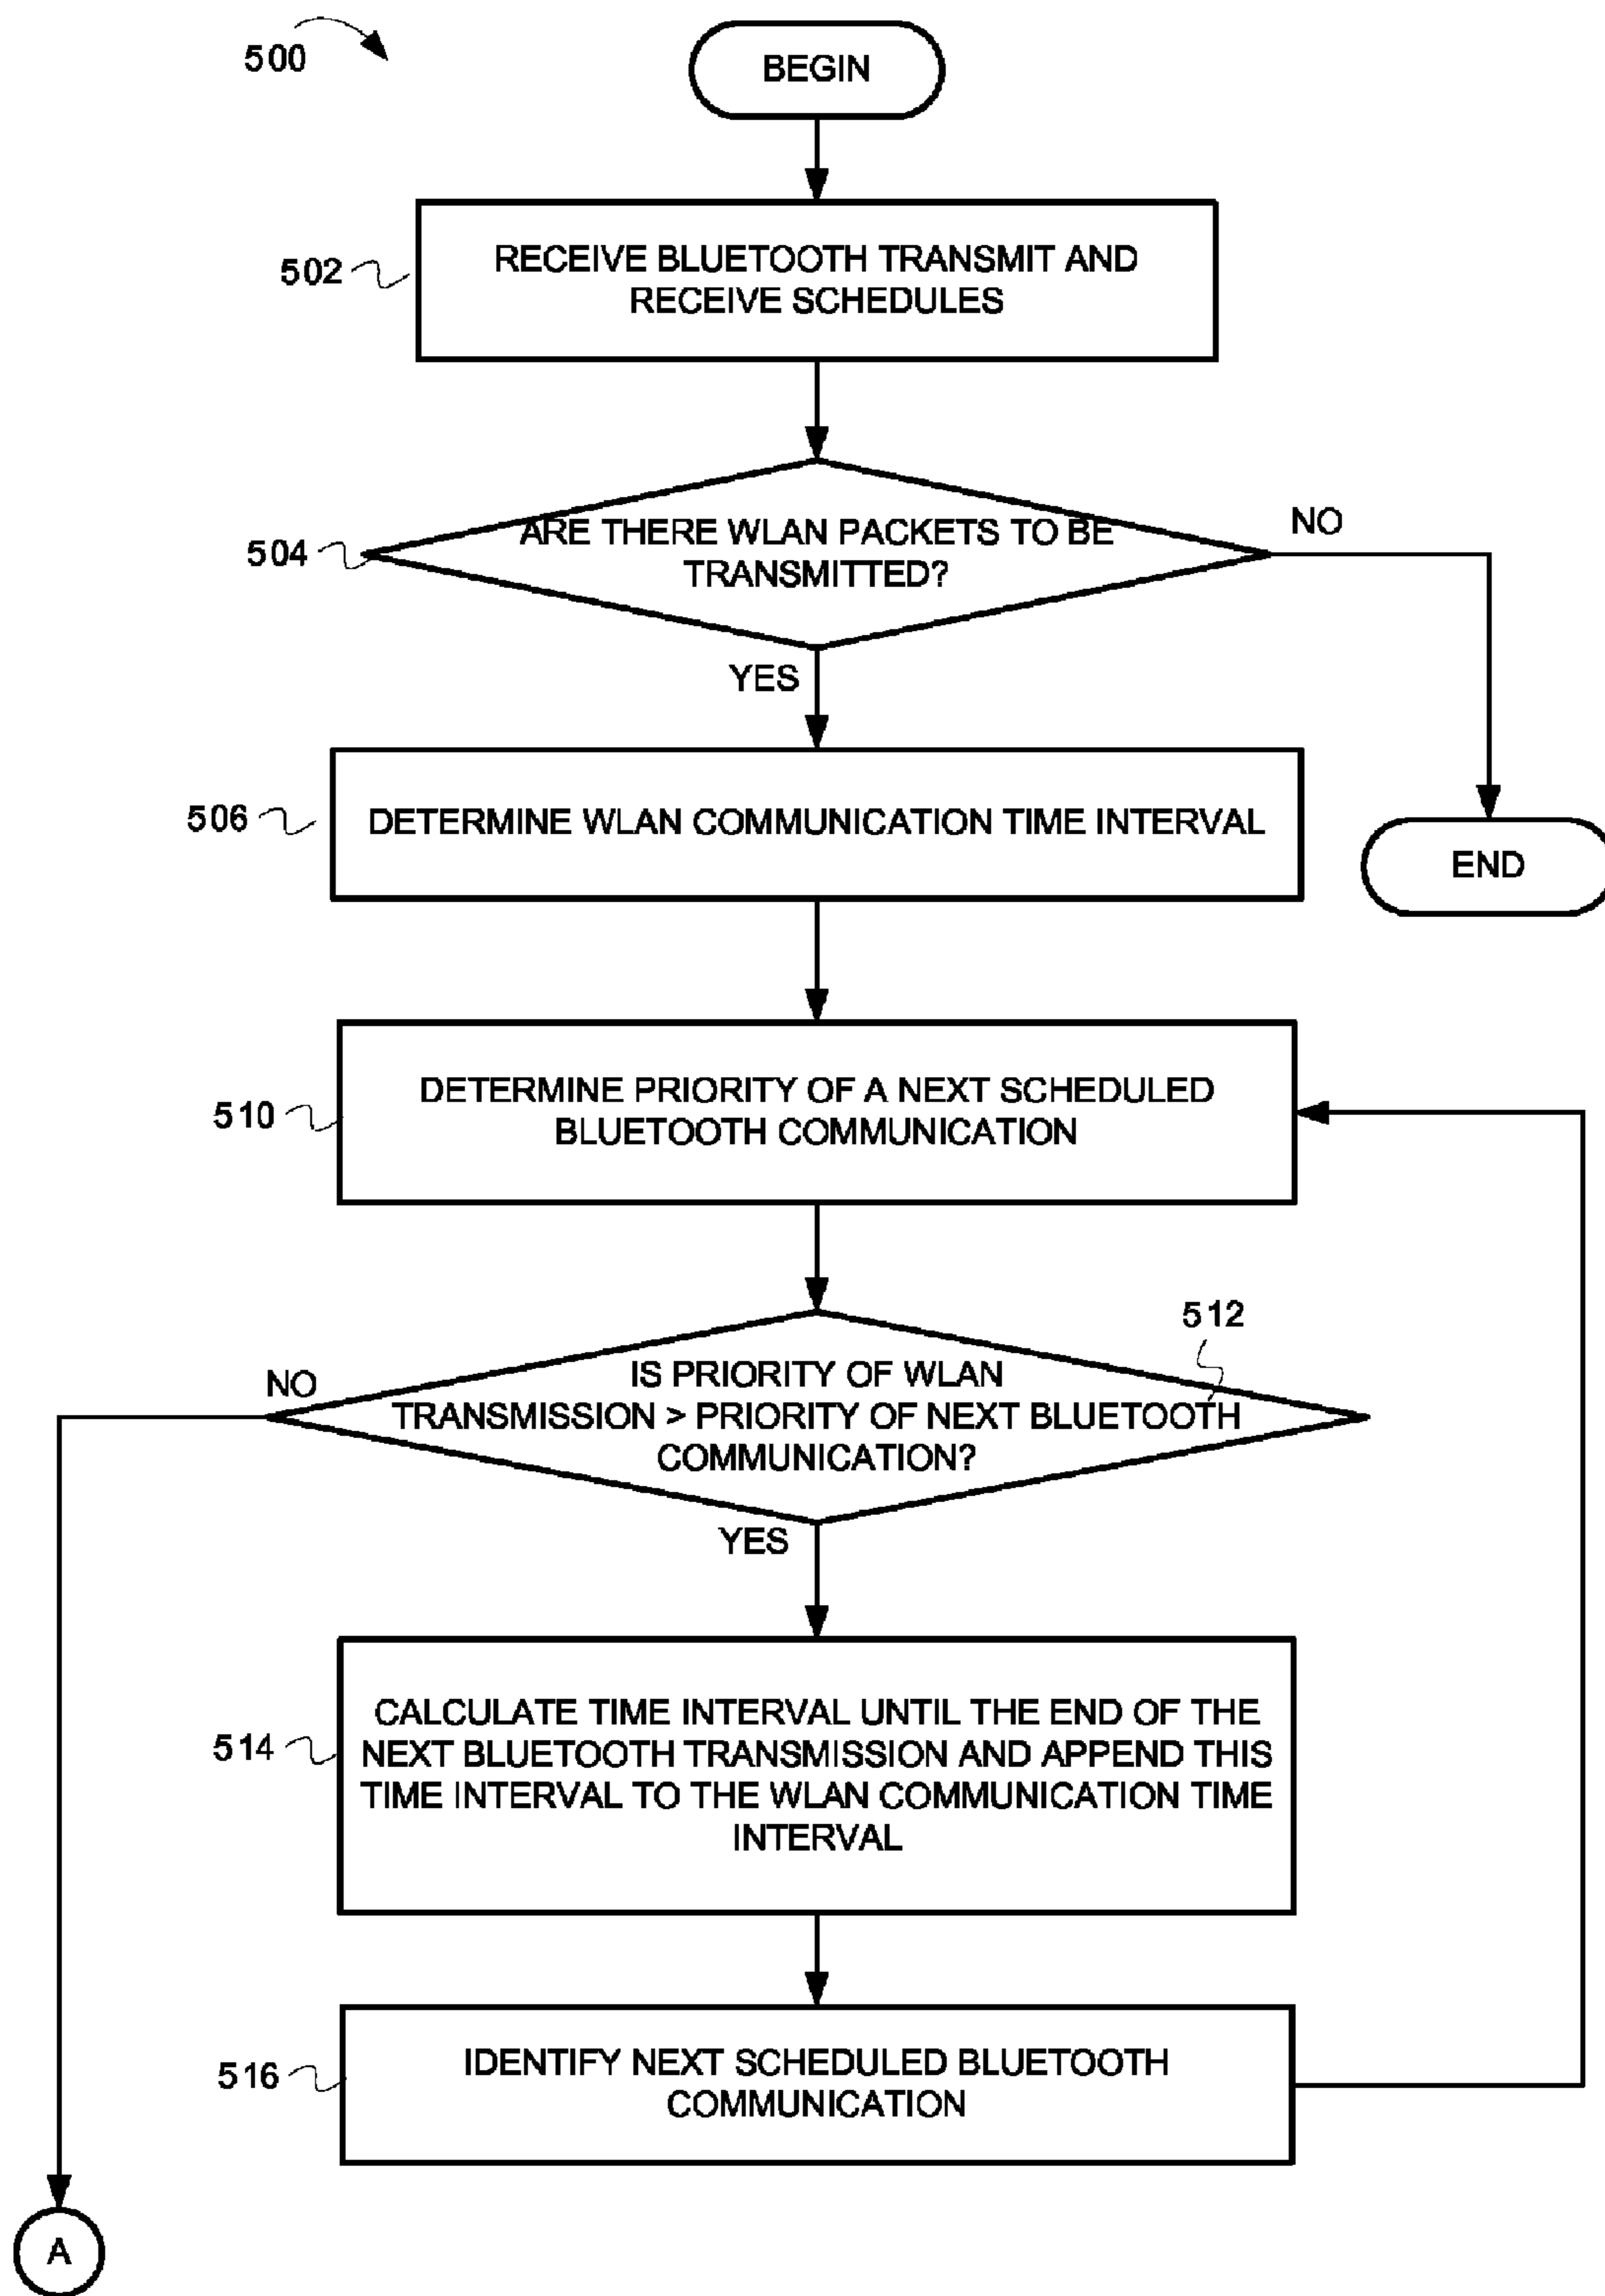 500
BEGIN
502
RECEIVE BLUETOOTH TRANSMIT AND
RECEIVE SCHEDULES
504
ARE THERE WLAN PACKETS TO BE
TRANSMITTED?
NO
YES
506
DETERMINE WLAN COMMUNICATION TIME INTERVAL
END
510
DETERMINE PRIORITY OF A NEXT SCHEDULED
BLUETOOTH COMMUNICATION
512
NO
IS PRIORITY OF WLAN
TRANSMISSION > PRIORITY OF NEXT BLUETOOTH
COMMUNICATION?
YES
514
CALCULATE TIME INTERVAL UNTIL THE END OF THE
NEXT BLUETOOTH TRANSMISSION AND APPEND THIS
TIME INTERVAL TO THE WLAN COMMUNICATION TIME
INTERVAL
516
IDENTIFY NEXT SCHEDULED BLUETOOTH
COMMUNICATION
A